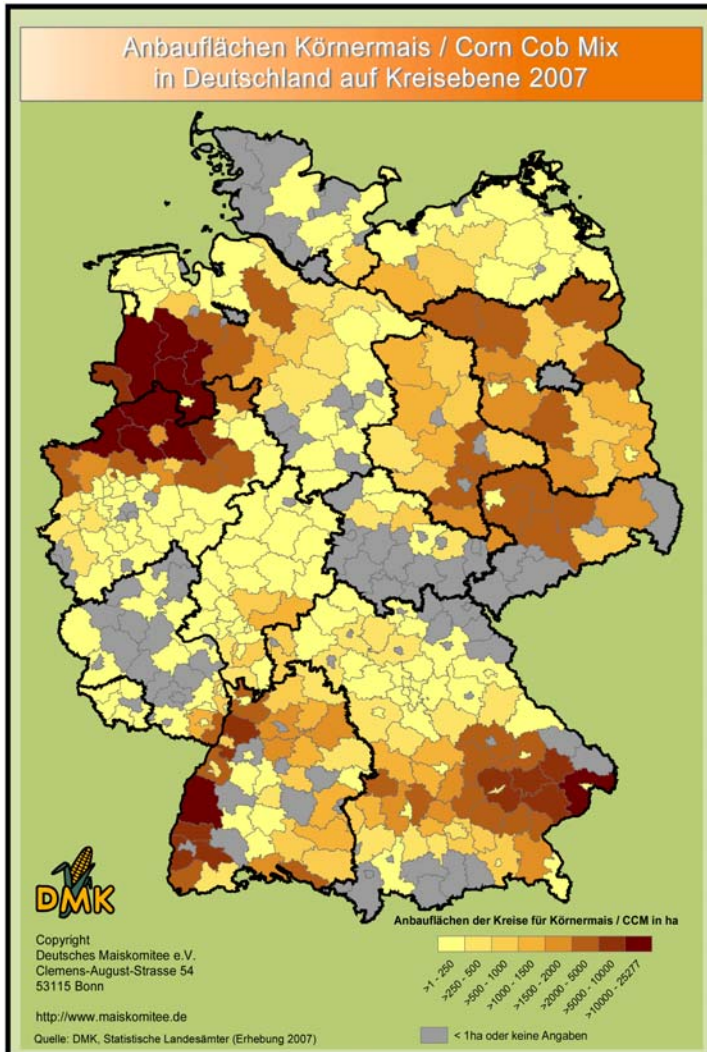 Anbauflächen Körnermais / Corn Cob Mix
in Deutschland auf Kreisebene 2007
DMK
Copyright
Deutsches Maiskomitee e.V.
Clemens-August-Strasse 54
53115 Bonn
http://www.maiskomitee.de
Quelle: DMK, Statistische Landesämter (Erhebung 2007)
Anbauflächen der Kreise für Körnermais / CCM in ha
>1 - 250
>250 - 500
>500 - 1000
>1000 - 1500
>1500 - 2000
>2000 - 5000
>5000 - 10000
>10000 - 25277
< 1ha oder keine Angaben